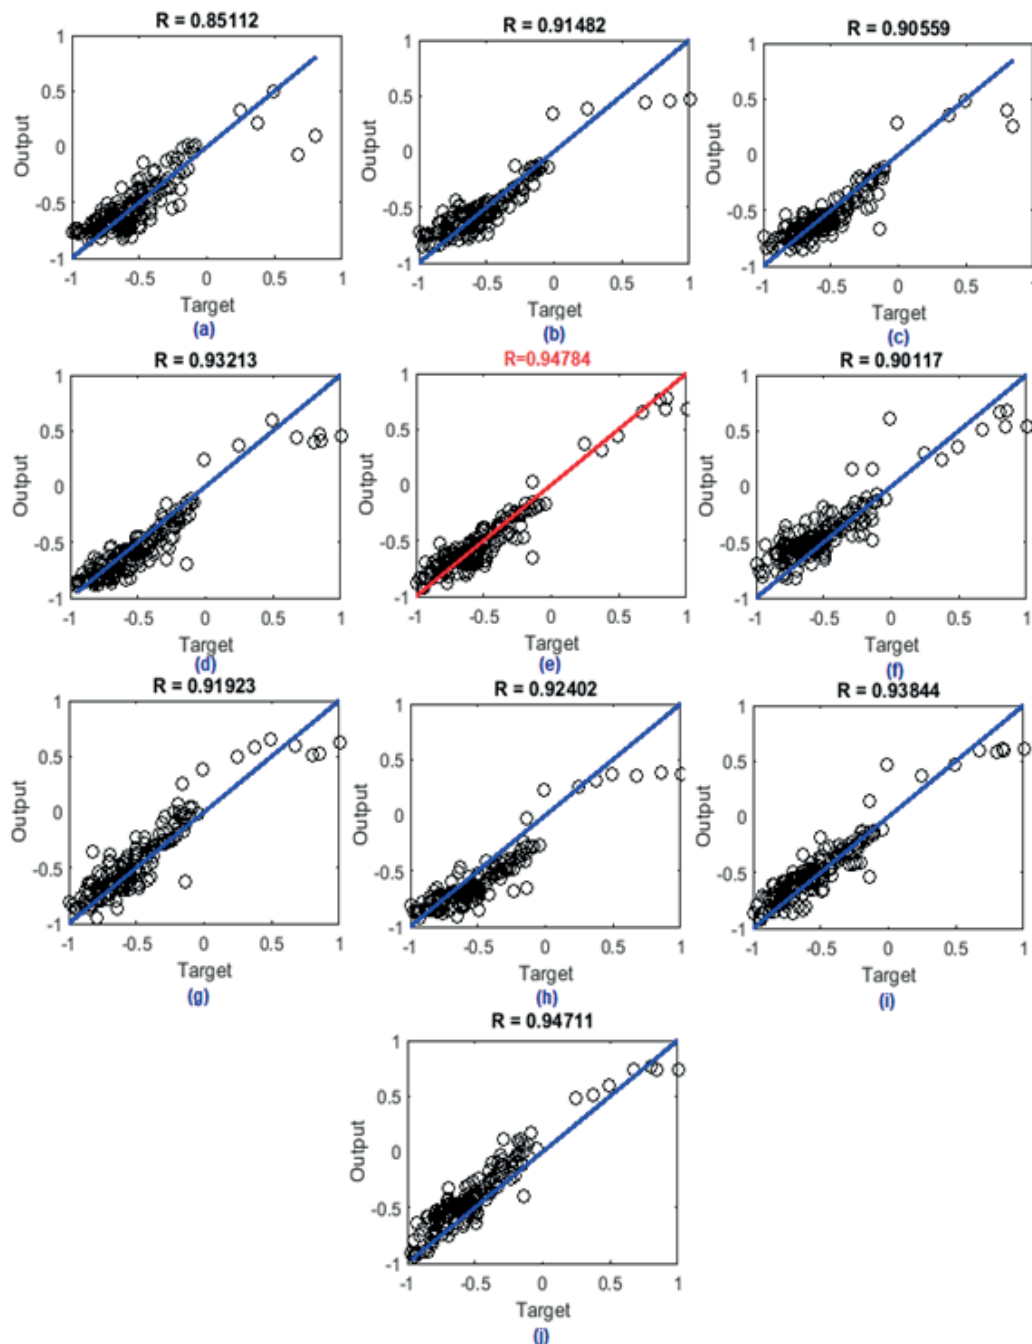 R = 0.85112
1
0.5
0
-0.5
-1
Output
-1 -0.5 0 0.5 1
Target
(a)
R = 0.91482
1
0.5
0
-0.5
-1
Output
-1 -0.5 0 0.5 1
Target
(b)
R = 0.90559
1
0.5
0
-0.5
-1
Output
-1 -0.5 0 0.5 1
Target
(c)
R = 0.93213
1
0.5
0
-0.5
-1
Output
-1 -0.5 0 0.5 1
Target
(d)
R=0.94784
1
0.5
0
-0.5
-1
Output
-1 -0.5 0 0.5 1
Target
(e)
R = 0.90117
1
0.5
0
-0.5
-1
Output
-1 -0.5 0 0.5 1
Target
(f)
R = 0.91923
1
0.5
0
-0.5
-1
Output
-1 -0.5 0 0.5 1
Target
(g)
R = 0.92402
1
0.5
0
-0.5
-1
Output
-1 -0.5 0 0.5 1
Target
(h)
R = 0.93844
1
0.5
0
-0.5
-1
Output
-1 -0.5 0 0.5 1
Target
(i)
R = 0.94711
1
0.5
0
-0.5
-1
Output
-1 -0.5 0 0.5 1
Target
(j)